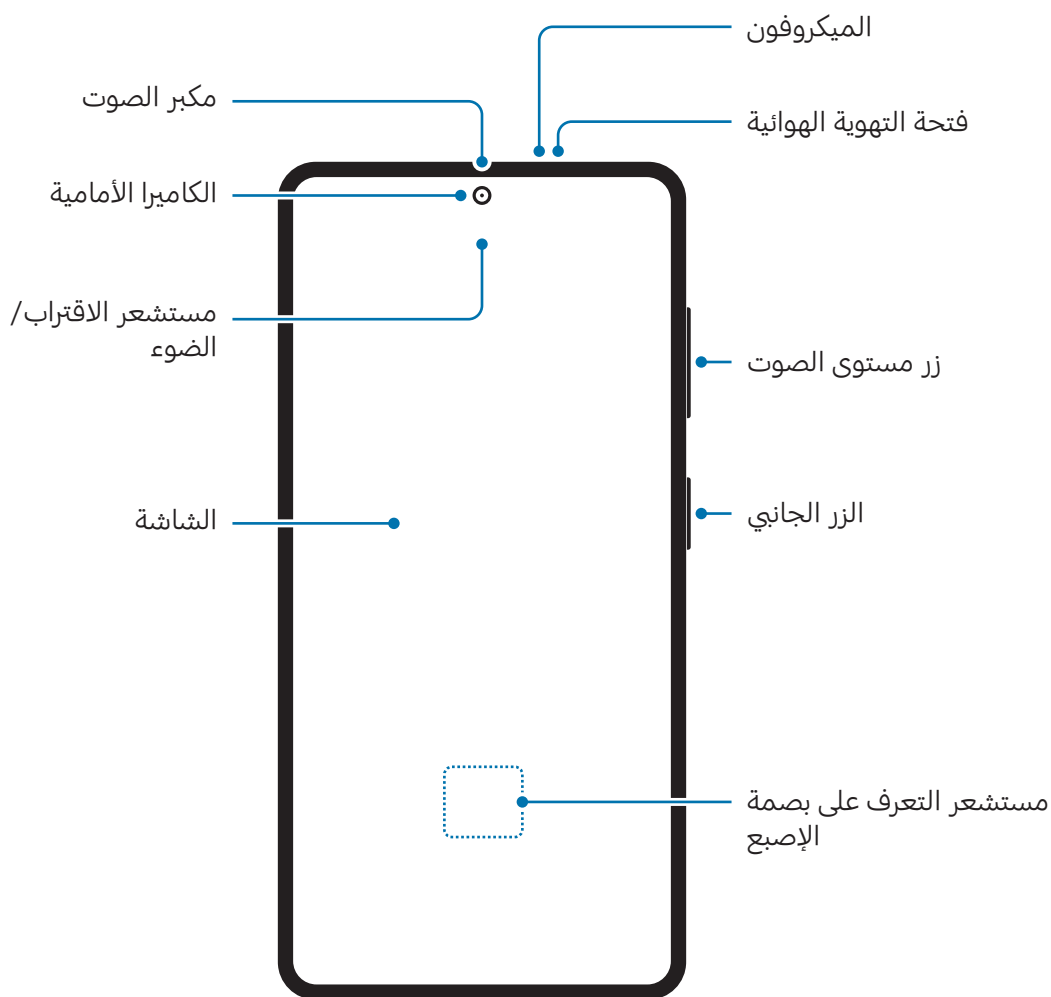 الميكروفون
مكبر الصوت
فتحة التهوية الهوائية
الكاميرا الأمامية
مستشعر الاقتراب/
الضوء
زر مستوى الصوت
الزر الجانبي
الشاشة
مستشعر التعرف على بصمة
الإصبع